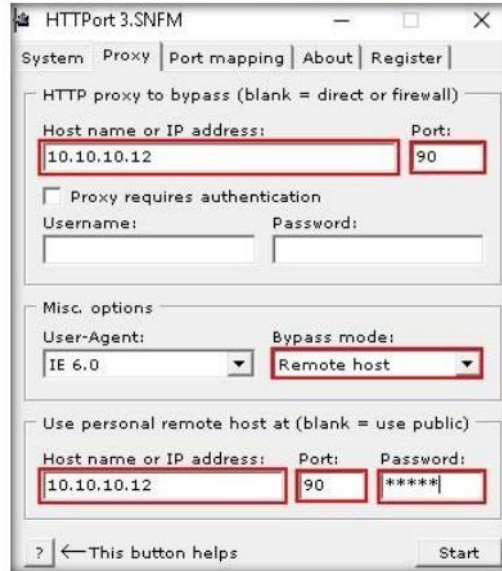 HTTPort 3.SNFM
System Proxy Port mapping About Register
HTTP proxy to bypass (blank = direct or firewall)
Host name or IP address: Port:
10.10.10.12 90
Proxy requires authentication
Username: Password:
Misc. options
User-Agent: Bypass mode:
IE 6.0 Remote host
Use personal remote host at (blank = use public)
Host name or IP address: Port: Password:
10.10.10.12 90 *****
? ←This button helps Start